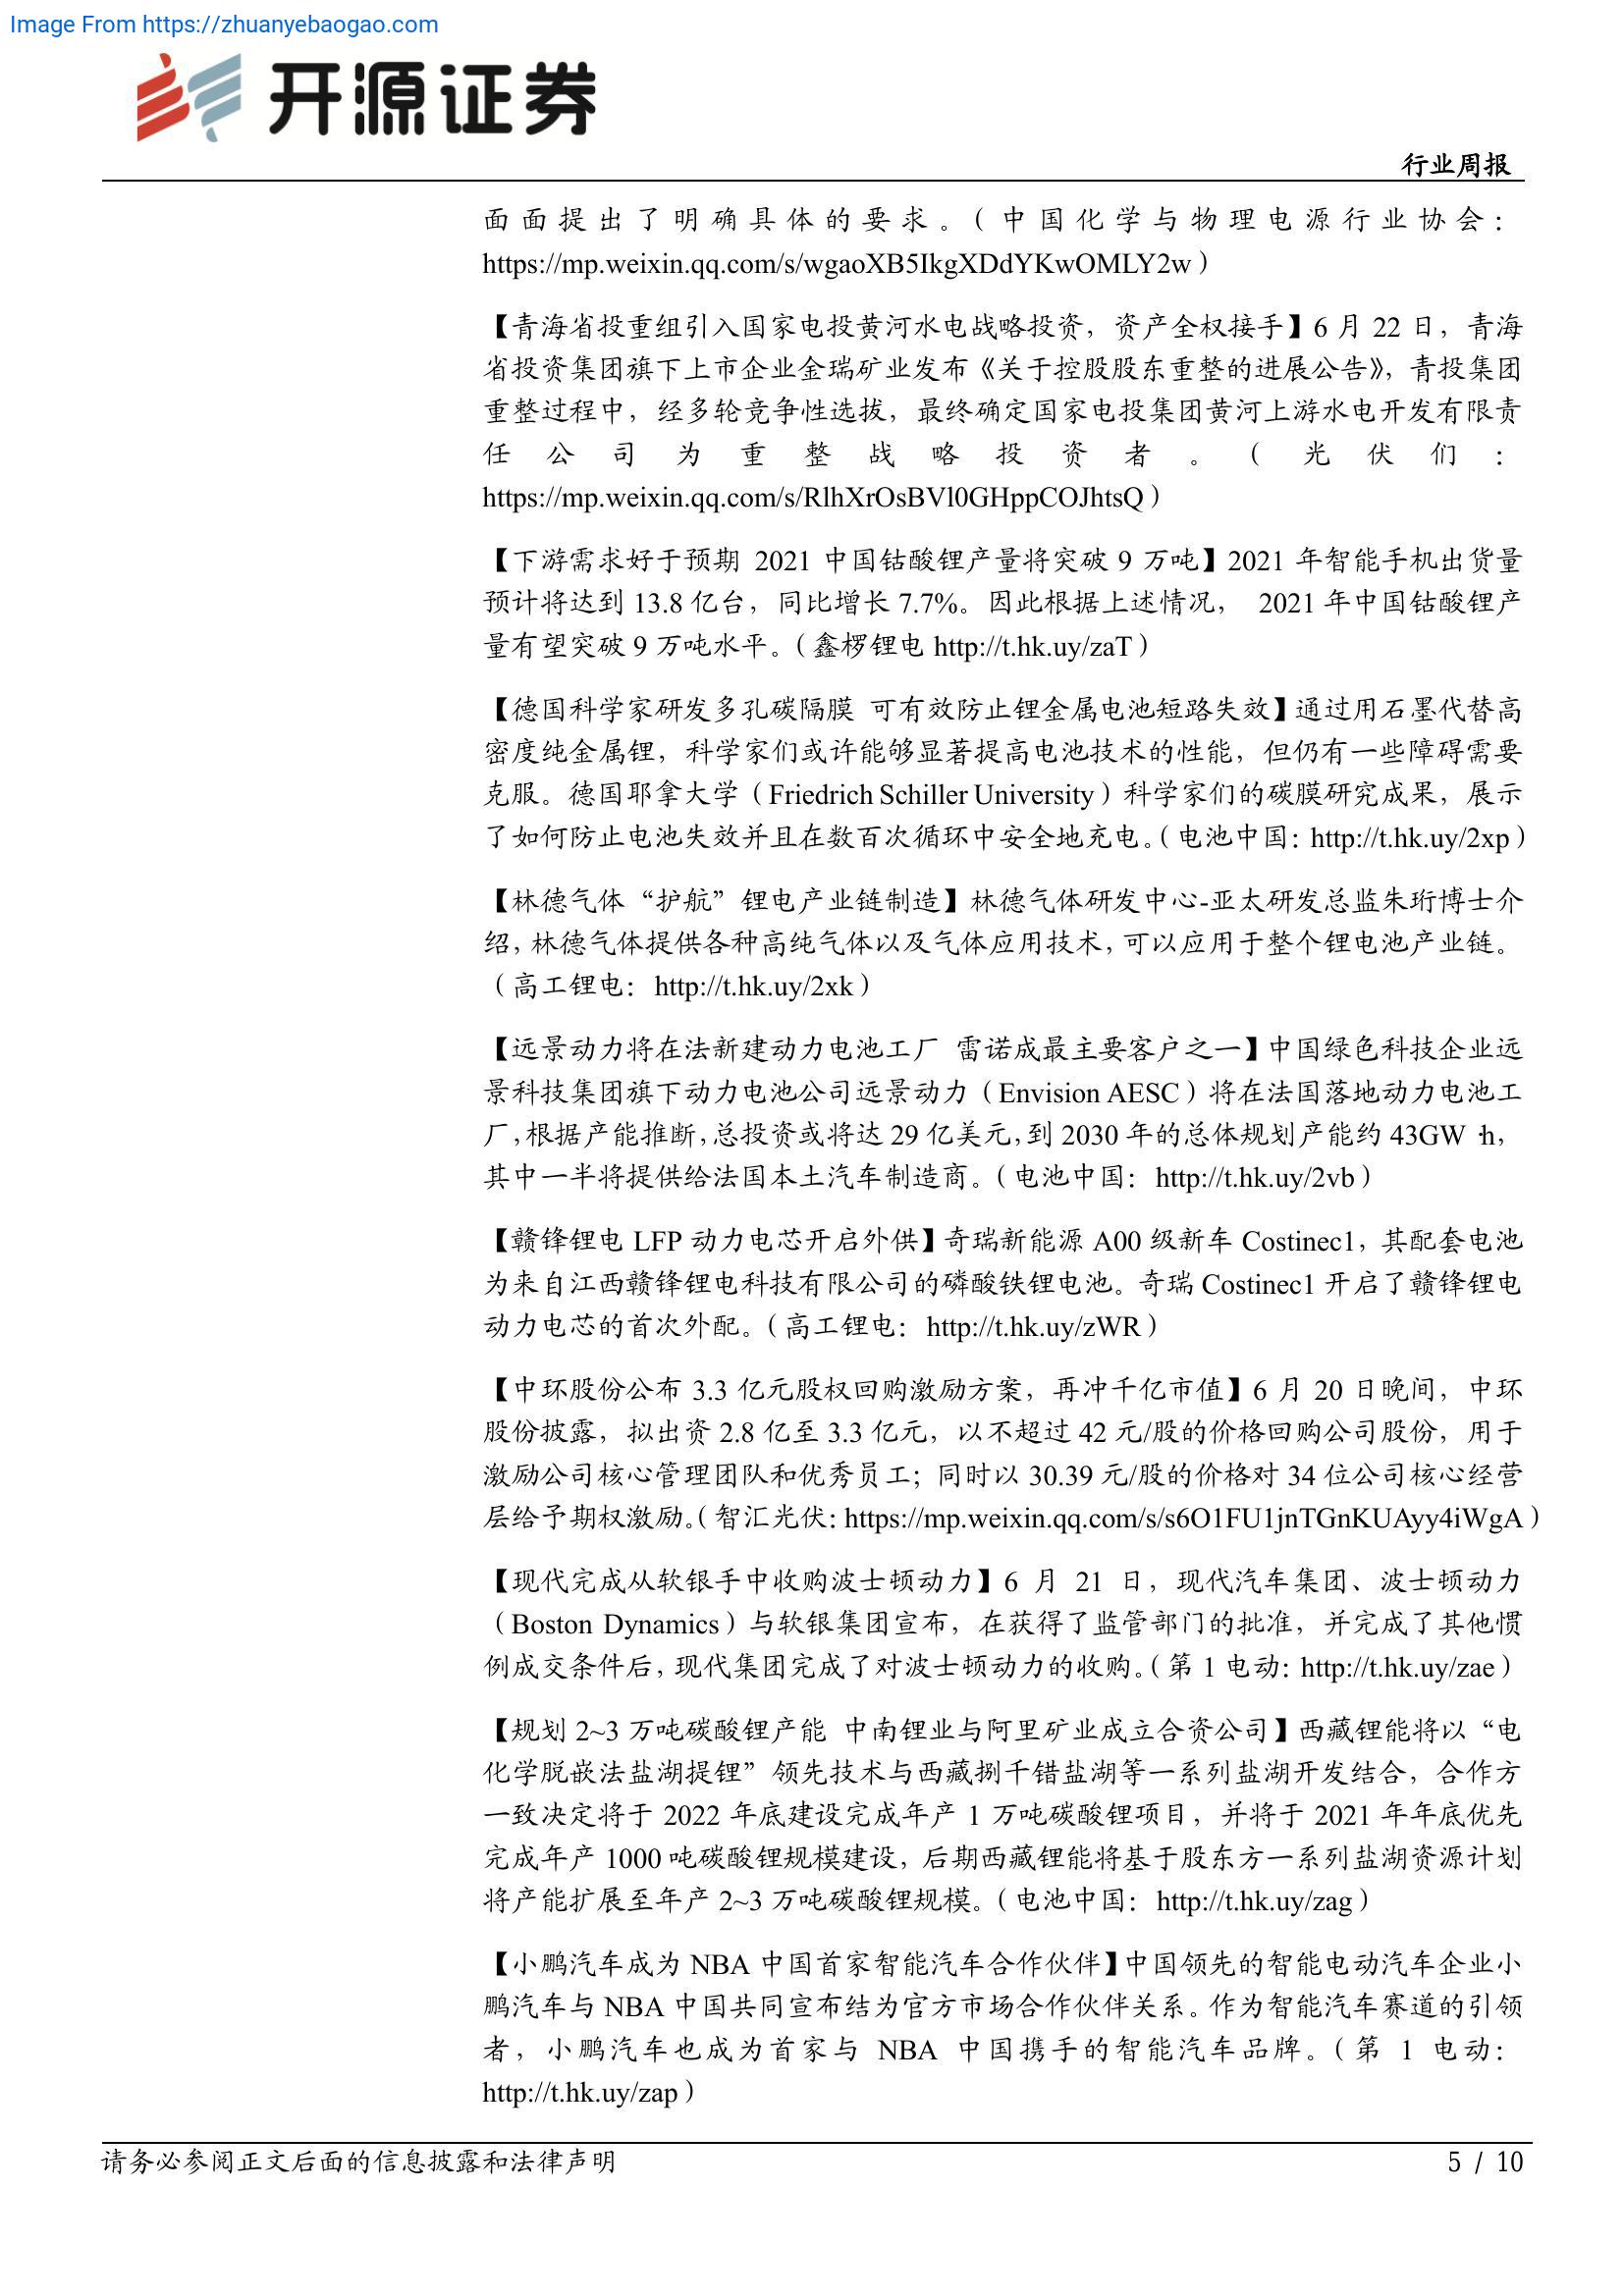 Image From https://zhuanyebaogao.com
开源证券
行业周报
面面提出了明确具体的要求。（中国化学与物理电源行业协会：
https://mp.weixin.qq.com/s/wgaoXB5IkgXDdYKwOMLY2w）
【青海省投重组引入国家电投黄河水电战略投资，资产全权接手】6 月 22 日，青海
省投资集团旗下上市企业金瑞矿业发布《关于控股股东重整的进展公告》，青投集团
重整过程中，经多轮竞争性选拔，最终确定国家电投集团黄河上游水电开发有限责
任公司为重整战略投资者。（光伏们：
https://mp.weixin.qq.com/s/RlhXrOsBVl0GHppCOJhtsQ）
【下游需求好于预期 2021 中国钴酸锂产量将突破 9 万吨】2021 年智能手机出货量
预计将达到 13.8 亿台，同比增长 7.7%。因此根据上述情况， 2021 年中国钴酸锂产
量有望突破 9 万吨水平。（鑫椤锂电 http://t.hk.uy/zaT）
【德国科学家研发多孔碳隔膜 可有效防止锂金属电池短路失效】通过用石墨代替高
密度纯金属锂，科学家们或许能够显著提高电池技术的性能，但仍有一些障碍需要
克服。德国耶拿大学（Friedrich Schiller University）科学家们的碳膜研究成果，展示
了如何防止电池失效并且在数百次循环中安全地充电。（电池中国：http://t.hk.uy/2xp）
【林德气体“护航”锂电产业链制造】林德气体研发中心-亚太研发总监朱珩博士介
绍，林德气体提供各种高纯气体以及气体应用技术，可以应用于整个锂电池产业链。
（高工锂电：http://t.hk.uy/2xk）
【远景动力将在法新建动力电池工厂 雷诺成最主要客户之一】中国绿色科技企业远
景科技集团旗下动力电池公司远景动力（Envision AESC）将在法国落地动力电池工
厂，根据产能推断，总投资或将达 29 亿美元，到 2030 年的总体规划产能约 43GW·h，
其中一半将提供给法国本土汽车制造商。（电池中国：http://t.hk.uy/2vb）
【赣锋锂电 LFP 动力电芯开启外供】奇瑞新能源 A00 级新车 Costinec1，其配套电池
为来自江西赣锋锂电科技有限公司的磷酸铁锂电池。奇瑞 Costinec1 开启了赣锋锂电
动力电芯的首次外配。（高工锂电：http://t.hk.uy/zWR）
【中环股份公布 3.3 亿元股权回购激励方案，再冲千亿市值】6 月 20 日晚间，中环
股份披露，拟出资 2.8 亿至 3.3 亿元，以不超过 42 元/股的价格回购公司股份，用于
激励公司核心管理团队和优秀员工；同时以 30.39 元/股的价格对 34 位公司核心经营
层给予期权激励。（智汇光伏：https://mp.weixin.qq.com/s/s6O1FU1jnTGnKUAyy4iWgA）
【现代完成从软银手中收购波士顿动力】6 月 21 日，现代汽车集团、波士顿动力
（Boston Dynamics）与软银集团宣布，在获得了监管部门的批准，并完成了其他惯
例成交条件后，现代集团完成了对波士顿动力的收购。（第 1 电动：http://t.hk.uy/zae）
【规划 2~3 万吨碳酸锂产能 中南锂业与阿里矿业成立合资公司】西藏锂能将以“电
化学脱嵌法盐湖提锂”领先技术与西藏捌千错盐湖等一系列盐湖开发结合，合作方
一致决定将于 2022 年底建设完成年产 1 万吨碳酸锂项目，并将于 2021 年年底优先
完成年产 1000 吨碳酸锂规模建设，后期西藏锂能将基于股东方一系列盐湖资源计划
将产能扩展至年产 2~3 万吨碳酸锂规模。（电池中国：http://t.hk.uy/zag）
【小鹏汽车成为 NBA 中国首家智能汽车合作伙伴】中国领先的智能电动汽车企业小
鹏汽车与 NBA 中国共同宣布结为官方市场合作伙伴关系。作为智能汽车赛道的引领
者，小鹏汽车也成为首家与 NBA 中国携手的智能汽车品牌。（第 1 电动：
http://t.hk.uy/zap）
请务必参阅正文后面的信息披露和法律声明
5 / 10